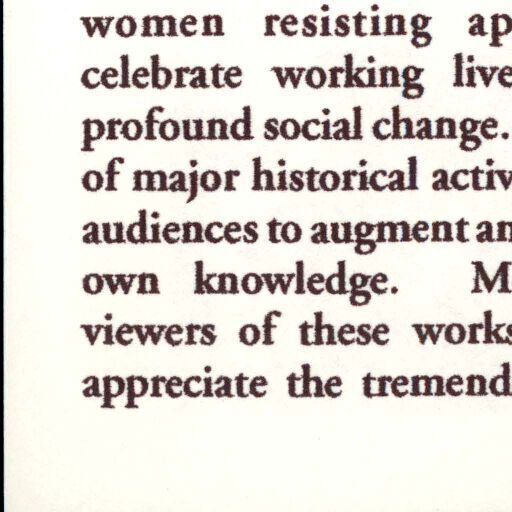 women resisting ap
celebrate working live
profound social change.
of major historical activ
audiences to augment an
own knowledge. M
viewers of these works
appreciate the tremend